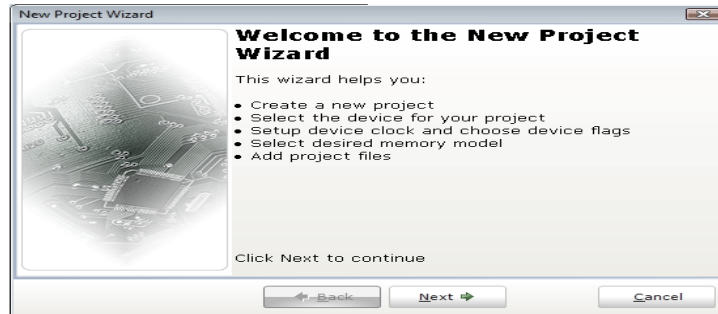 New Project Wizard
Welcome to the New Project
Wizard
This wizard helps you:
• Create a new project
• Select the device for your project
• Setup device clock and choose device flags
• Select desired memory model
• Add project files
Click Next to continue
Back Next Cancel